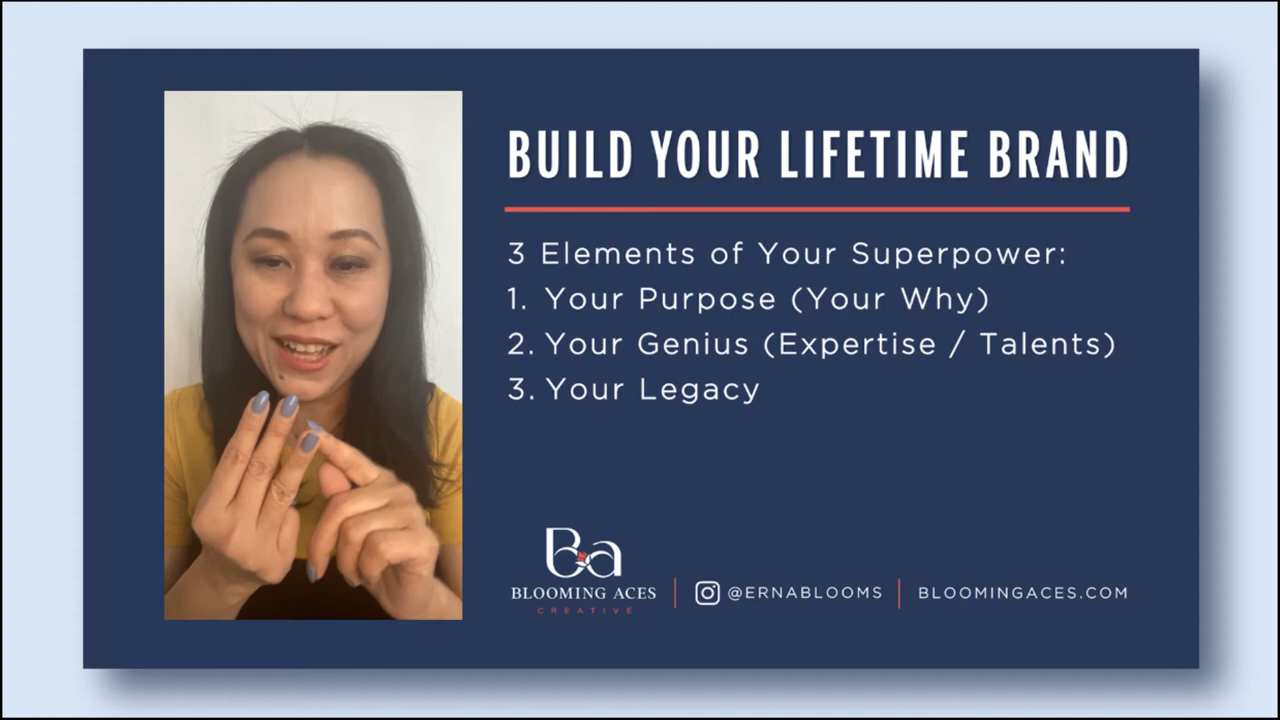 BUILD YOUR LIFETIME BRAND
3 Elements of Your Superpower:
1. Your Purpose (Your Why)
2. Your Genius (Expertise / Talents)
3. Your Legacy
Ba
BLOOMING ACES
CREATIVE
@ERNABLOOMS
BLOOMINGACES.COM